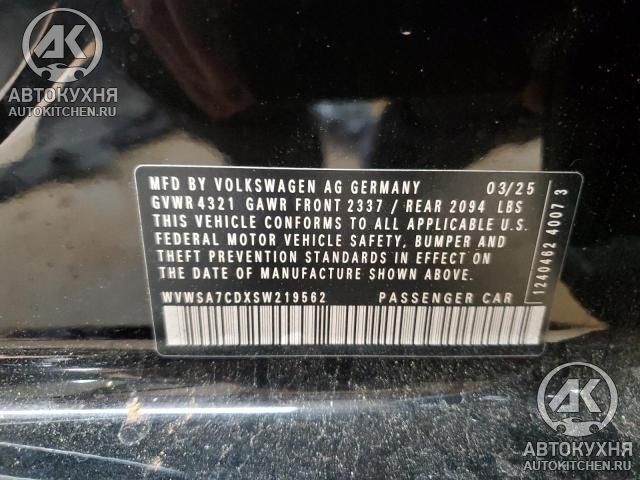 AK
АВТОКУХНЯ
AUTOKITCHEN.RU
MFD BY VOLKSWAGEN AG GERMANY 03/25
GVWR 4321 GAWR FRONT 2337 / REAR 2094 LBS
THIS VEHICLE CONFORMS TO ALL APPLICABLE U.S.
FEDERAL MOTOR VEHICLE SAFETY, BUMPER AND
THEFT PREVENTION STANDARDS IN EFFECT ON
THE DATE OF MANUFACTURE SHOWN ABOVE.
WVWSA7CDXSW219562 PASSENGER CAR
1240462 4007 3
AK
АВТОКУХНЯ
AUTOKITCHEN.RU